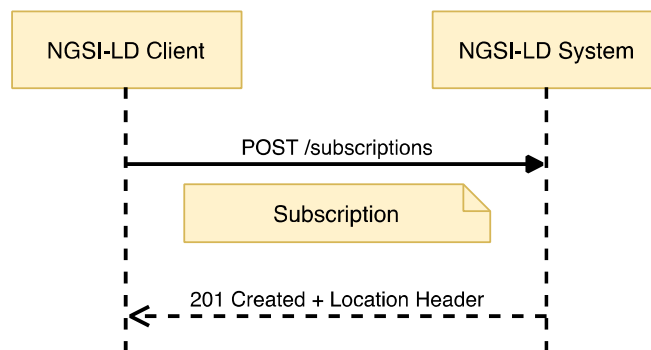 NGSI-LD Client
NGSI-LD System
POST /subscriptions
Subscription
201 Created + Location Header